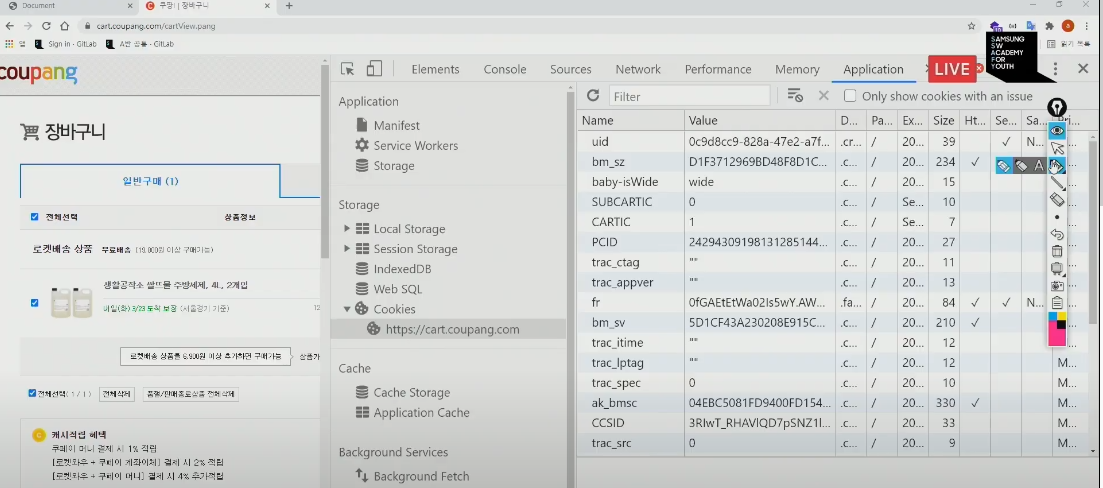 Document
쿠팡! | 장바구니
cart.coupang.com/cartView.pang
앱
Sign in · GitLab
A반 공통 · GitLab
읽기 목록
coupang
장바구니
일반구매 (1)
전체선택
상품정보
로켓배송 상품 무료배송 (19,800원 이상 구매가능)
생활공작소 쌀뜨물 주방세제, 4L, 2개입
내일(화) 3/23 도착 보장 (서울경기 기준)
로켓배송 상품을 6,900원 이상 추가하면 구매가능
상품가
전체선택 ( 1 / 1 )
전체삭제
품절/판매종료상품 전체삭제
캐시적립 혜택
쿠페이 머니 결제 시 1% 적립
[로켓와우 + 쿠페이 계좌이체] 결제 시 2% 적립
[로켓와우 + 쿠페이 머니] 결제 시 4% 추가적립
Elements
Console
Sources
Network
Performance
Memory
Application
LIVE
SAMSUNG
SW
ACADEMY
FOR
YOUTH
Application
Manifest
Service Workers
Storage
Storage
Local Storage
Session Storage
IndexedDB
Web SQL
Cookies
https://cart.coupang.com
Cache
Cache Storage
Application Cache
Background Services
Background Fetch
Filter
Only show cookies with an issue
Name Value D... Pa... Ex... Size Ht... Se... Sa... Pri...
uid 0c9d8cc9-828a-47e2-a7f... .cr... / 20... 39 ✓ N...
bm_sz D1F3712969BD48F8D1C... .c... / 20... 234 ✓
baby-isWide wide .c... / 20... 15
SUBCARTIC 0 .c... / Se... 10
CARTIC 1 .c... / Se... 7
PCID 24294309198131285144... .c... / 20... 27
trac_ctag "" .c... / 20... 11
trac_appver "" .c... / 20... 13
fr 0fGAEtEtWa02Is5wY.AW... .fa... / 20... 84 ✓ ✓ N...
bm_sv 5D1CF43A230208E915C... .c... / 20... 210 ✓
trac_itime "" .c... / 20... 12
trac_lptag "" .c... / 20... 12 M...
trac_spec 0 .c... / 20... 10 M...
ak_bmsc 04EBC5081FD9400FD154... .c... / 20... 330 ✓ M...
CCSID 3RIwT_RHAVlQD7pSNZ1l... .c... / 20... 33 M...
trac_src 0 .c... / 20... 9 M...
A